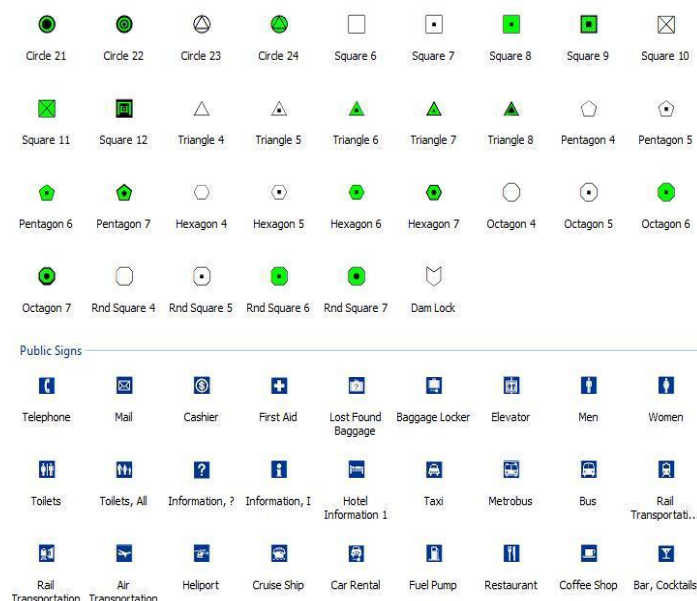 Circle 21 Circle 22 Circle 23 Circle 24 Square 6 Square 7 Square 8 Square 9 Square 10
Square 11 Square 12 Triangle 4 Triangle 5 Triangle 6 Triangle 7 Triangle 8 Pentagon 4 Pentagon 5
Pentagon 6 Pentagon 7 Hexagon 4 Hexagon 5 Hexagon 6 Hexagon 7 Octagon 4 Octagon 5 Octagon 6
Octagon 7 Rnd Square 4 Rnd Square 5 Rnd Square 6 Rnd Square 7 Dam Lock
Public Signs
Telephone Mail Cashier First Aid Lost Found Baggage Locker Elevator Men Women
Baggage
Toilets Toilets, All Information, ? Information, I Hotel Taxi Metrobus Bus Rail
Information 1 Transportati...
Rail Air Heliport Cruise Ship Car Rental Fuel Pump Restaurant Coffee Shop Bar, Cocktails
Transportation Transportation